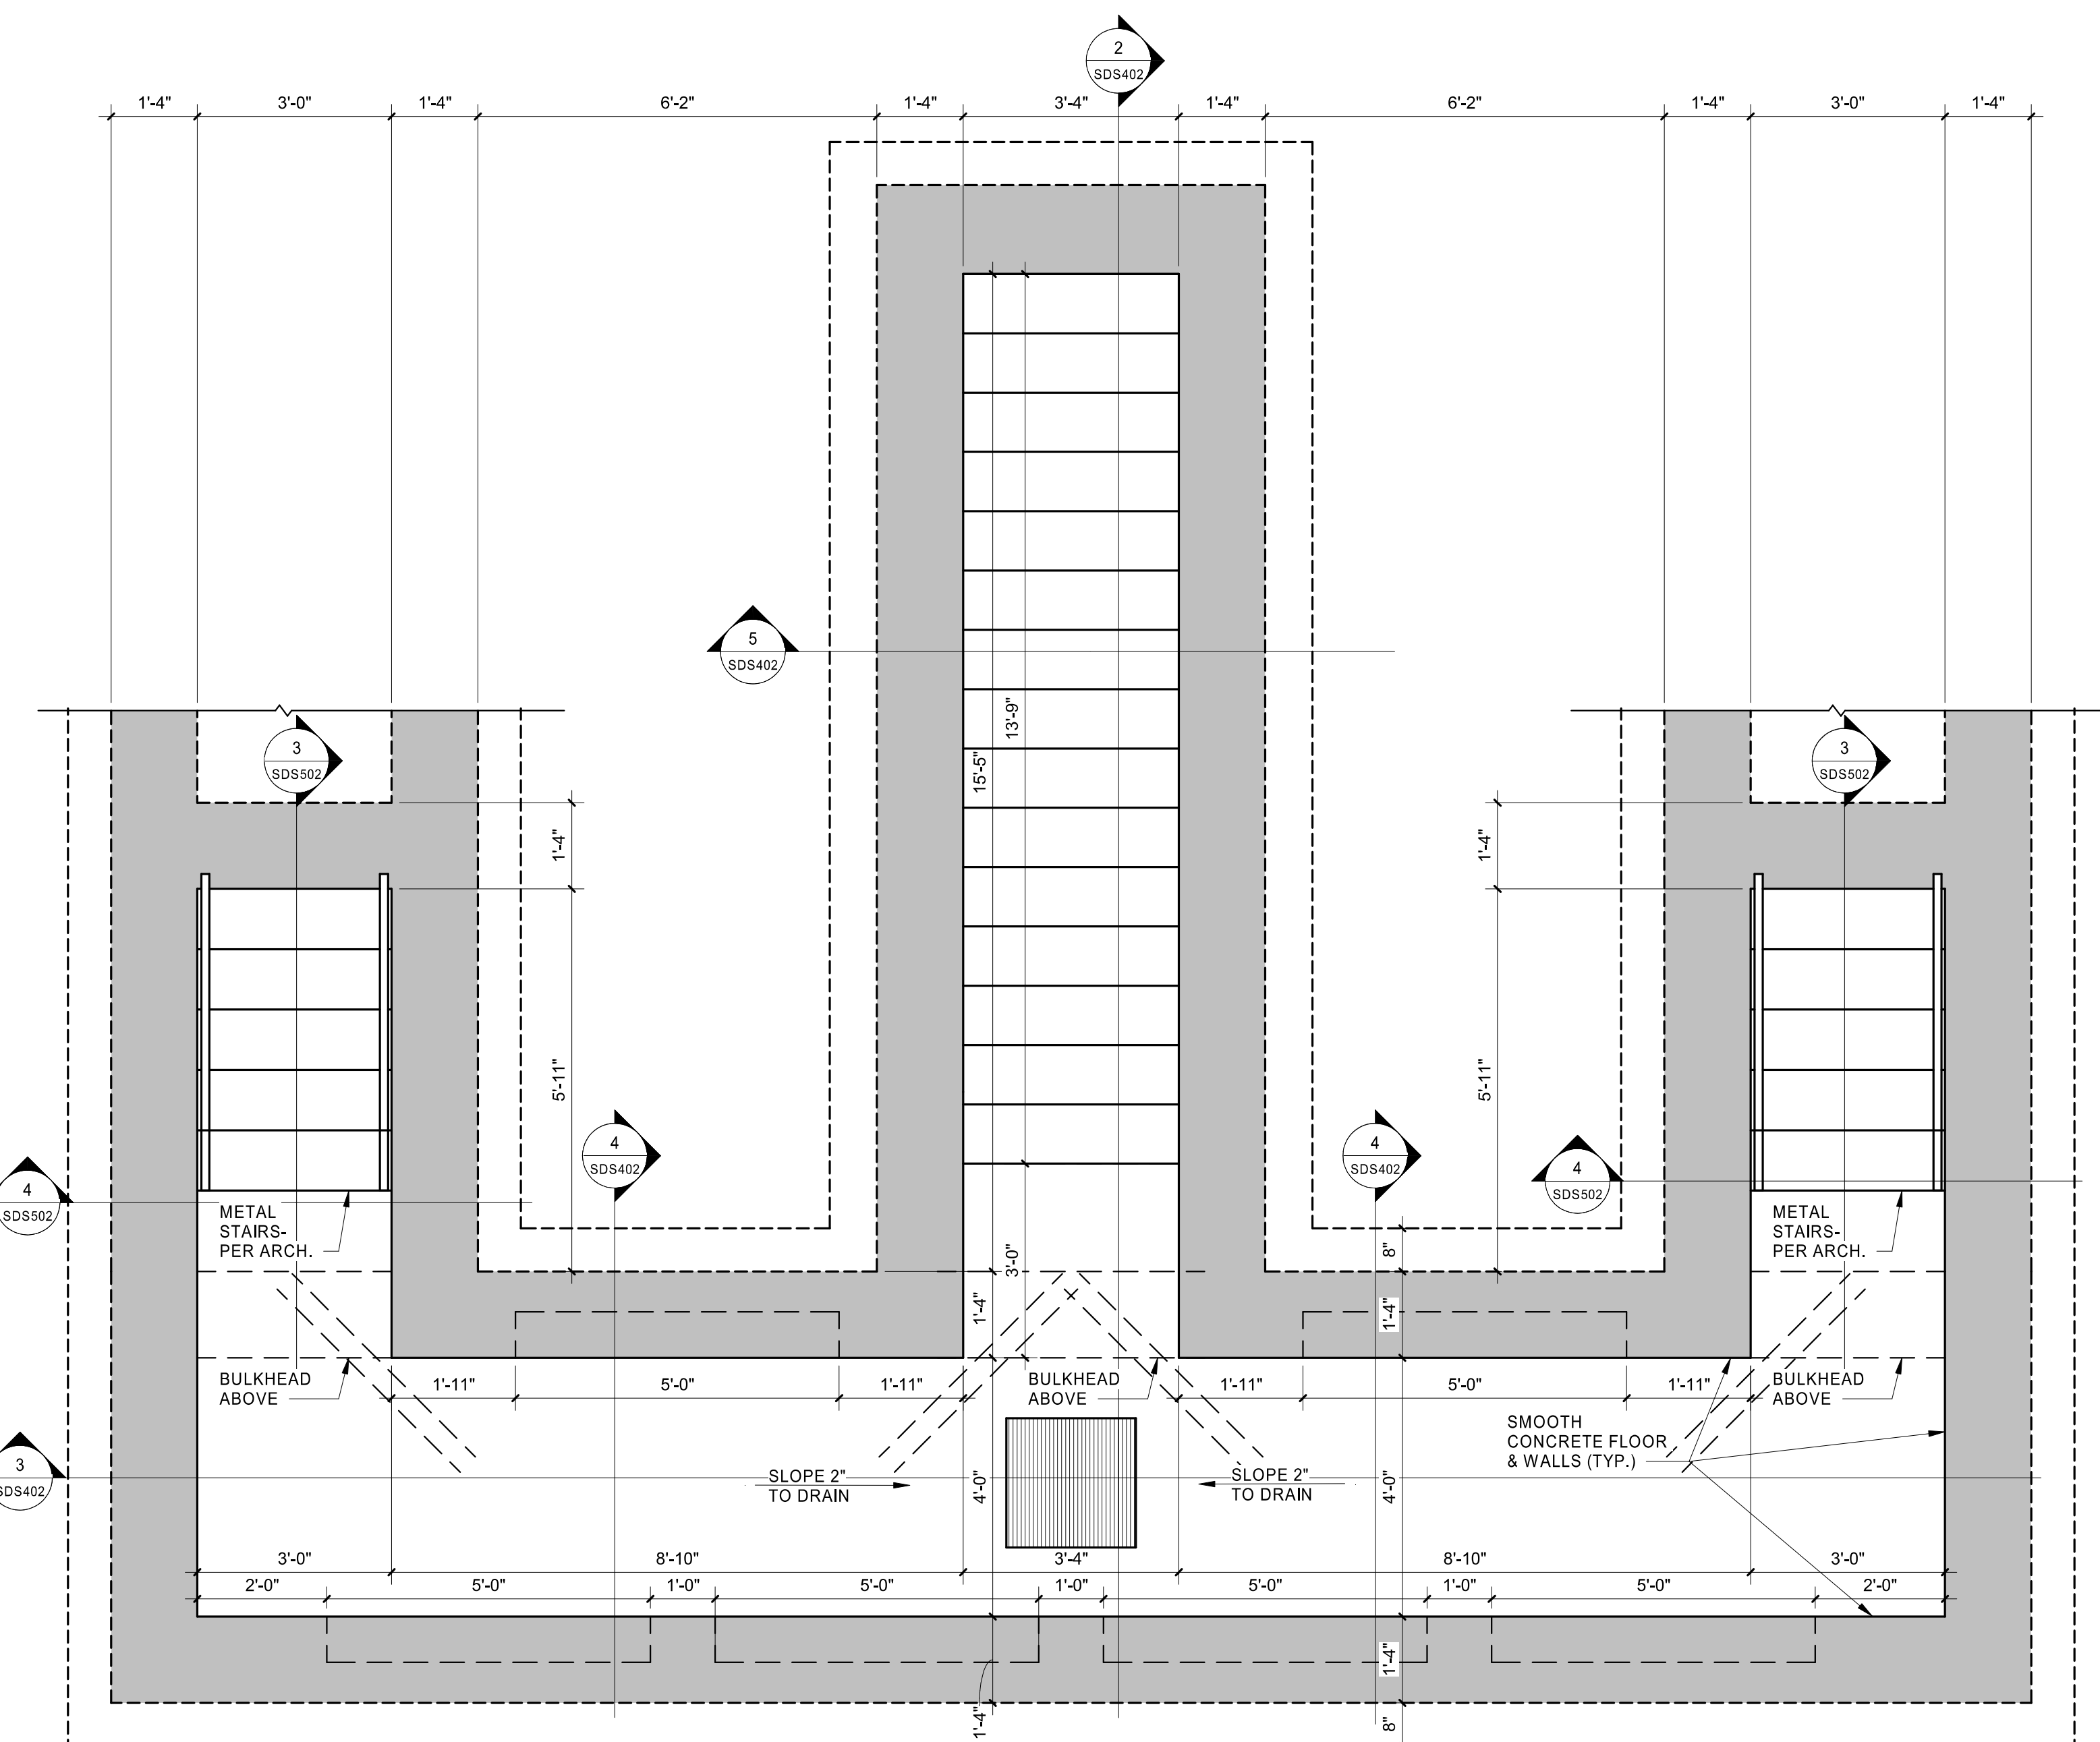 2
SDS402
1'-4"
3'-0"
1'-4"
6'-2"
1'-4"
3'-4"
1'-4"
6'-2"
1'-4"
3'-0"
1'-4"
5
SDS402
13'-9"
15'-5"
3
SDS502
3
SDS502
1'-4"
1'-4"
5'-11"
5'-11"
4
SDS402
4
SDS402
4
SDS502
4
SDS502
METAL
STAIRS-
PER ARCH.
METAL
STAIRS-
PER ARCH.
3'-0"
8"
1'-4"
1'-4"
BULKHEAD
ABOVE
1'-11"
5'-0"
1'-11"
BULKHEAD
ABOVE
1'-11"
5'-0"
1'-11"
BULKHEAD
ABOVE
SMOOTH
CONCRETE FLOOR
& WALLS (TYP.)
3
SDS402
SLOPE 2"
TO DRAIN
4'-0"
SLOPE 2"
TO DRAIN
4'-0"
3'-0"
8'-10"
3'-4"
8'-10"
3'-0"
2'-0"
5'-0"
1'-0"
5'-0"
1'-0"
5'-0"
1'-0"
5'-0"
2'-0"
1'-4"
1'-4"
8"